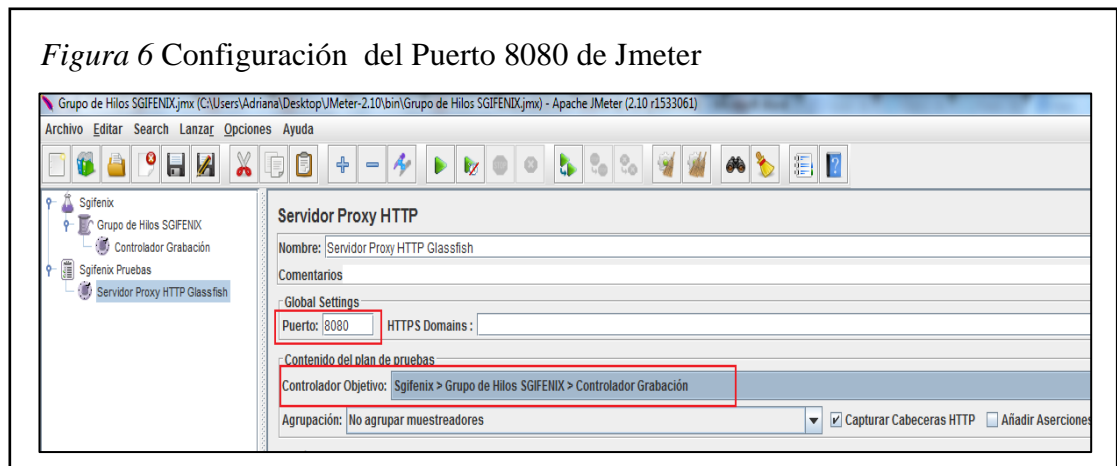 Figura 6 Configuración del Puerto 8080 de Jmeter
Grupo de Hilos SGIFENIX.jmx (C:\Users\Adriana\Desktop\JMeter-2.10\bin\Grupo de Hilos SGIFENIX.jmx) - Apache JMeter (2.10 r1533061)
Archivo Editar Search Lanzar Opciones Ayuda
Sgifenix
Grupo de Hilos SGIFENIX
Controlador Grabación
Sgifenix Pruebas
Servidor Proxy HTTP Glassfish
Servidor Proxy HTTP
Nombre: Servidor Proxy HTTP Glassfish
Comentarios
Global Settings
Puerto: 8080 HTTPS Domains :
Contenido del plan de pruebas
Controlador Objetivo: Sgifenix > Grupo de Hilos SGIFENIX > Controlador Grabación
Agrupación: No agrupar muestreadores Capturar Cabeceras HTTP Añadir Aserciones